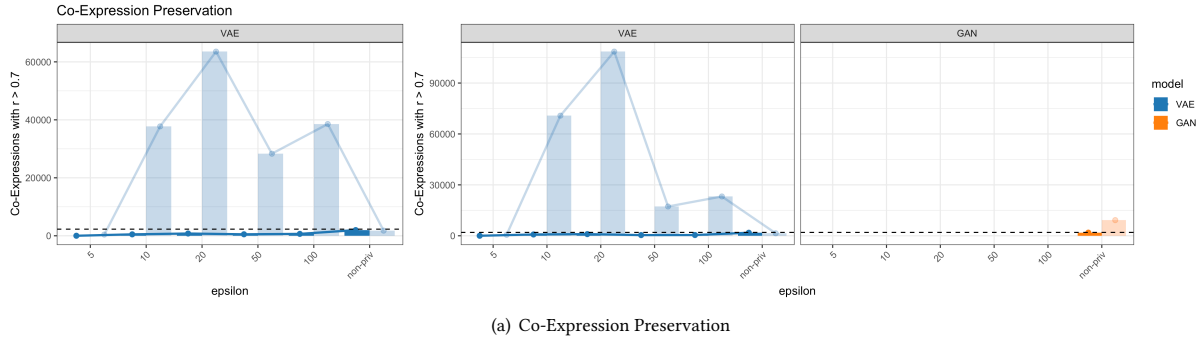 Co-Expression Preservation
VAE
Co-Expressions with r > 0.7
60000
40000
20000
0
5
10
20
50
100
non-priv
epsilon
VAE
GAN
Co-Expressions with r > 0.7
90000
60000
30000
0
5
10
20
50
100
non-priv
5
10
20
50
100
non-priv
epsilon
model
VAE
GAN
(a) Co-Expression Preservation